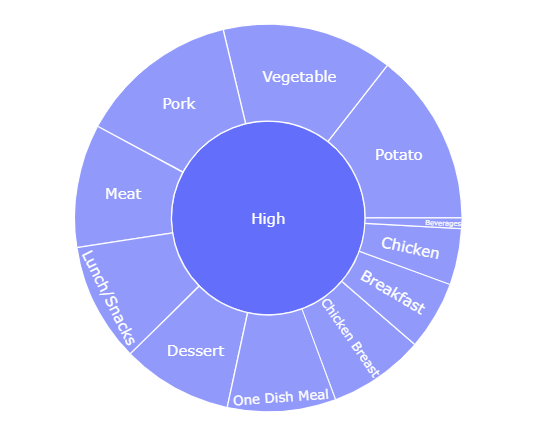 Vegetable
Pork
Potato
Meat
High
Beverages
Chicken
Lunch/Snacks
Breakfast
Chicken Breast
Dessert
One Dish Meal